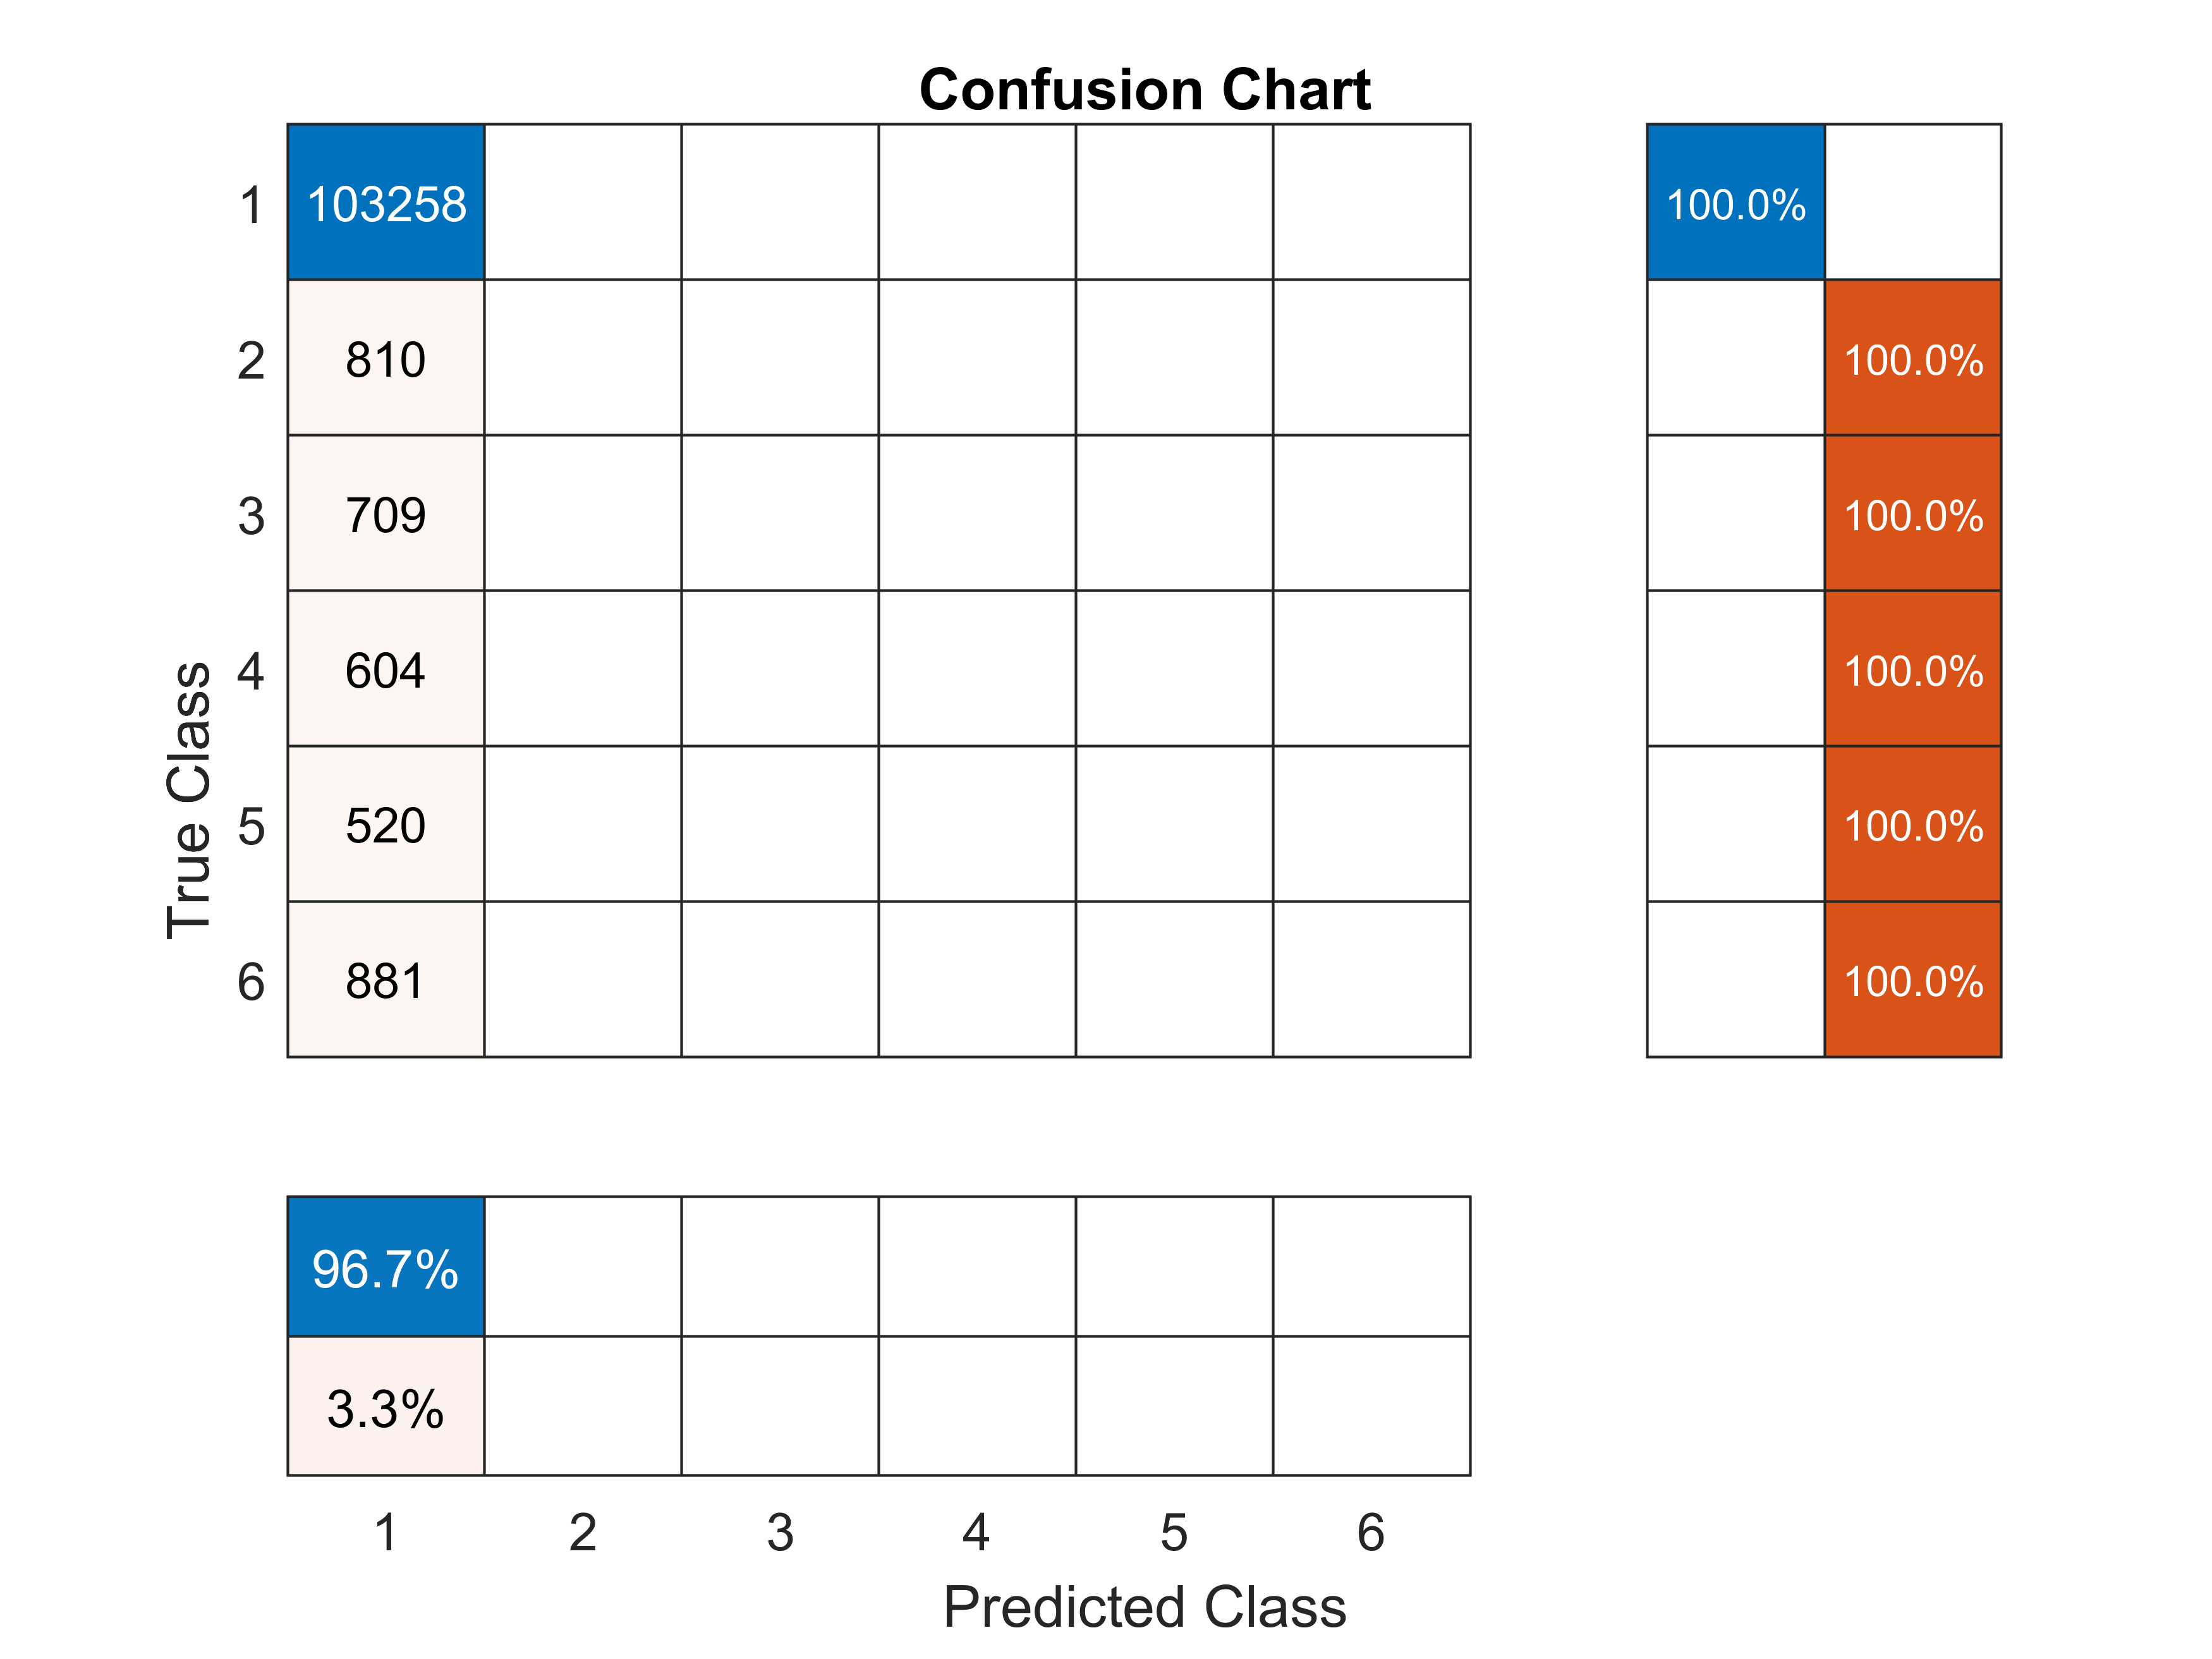 Confusion Chart
1 103258 100.0%
2 810 100.0%
3 709 100.0%
4 604 100.0%
5 520 100.0%
6 881 100.0%
True Class
96.7%
3.3%
1 2 3 4 5 6
Predicted Class